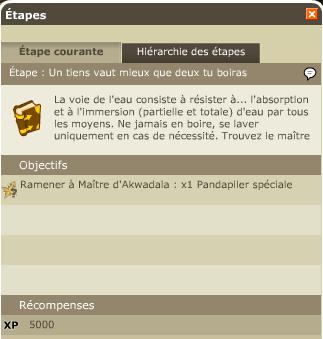 Étapes
Étape courante
Hiérarchie des étapes
Étape : Un tiens vaut mieux que deux tu boiras
La voie de l'eau consiste à résister à... l'absorption
et à l'immersion (partielle et totale) d'eau par tous
les moyens. Ne jamais en boire, se laver
uniquement en cas de nécessité. Trouvez le maître
Objectifs
Ramener à Maître d'Akwadala : x1 Pandapiler spéciale
Récompenses
XP 5000